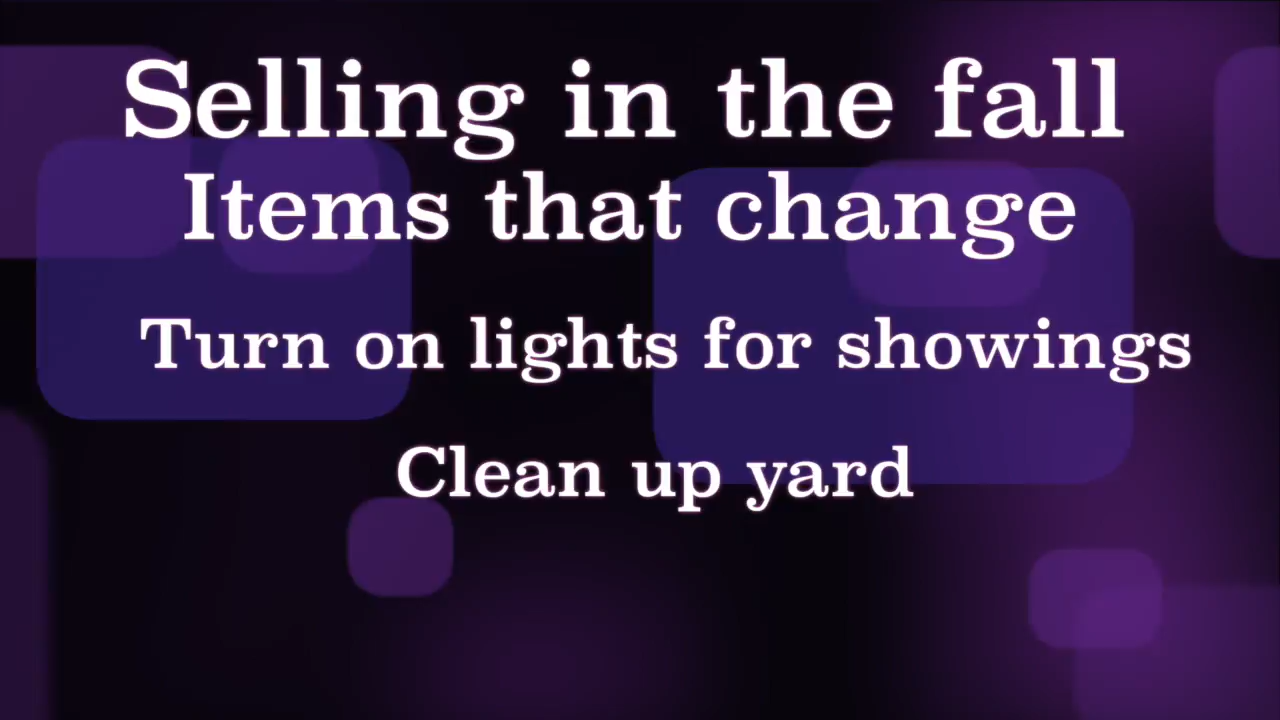 Selling in the fall
Items that change
Turn on lights for showings
Clean up yard